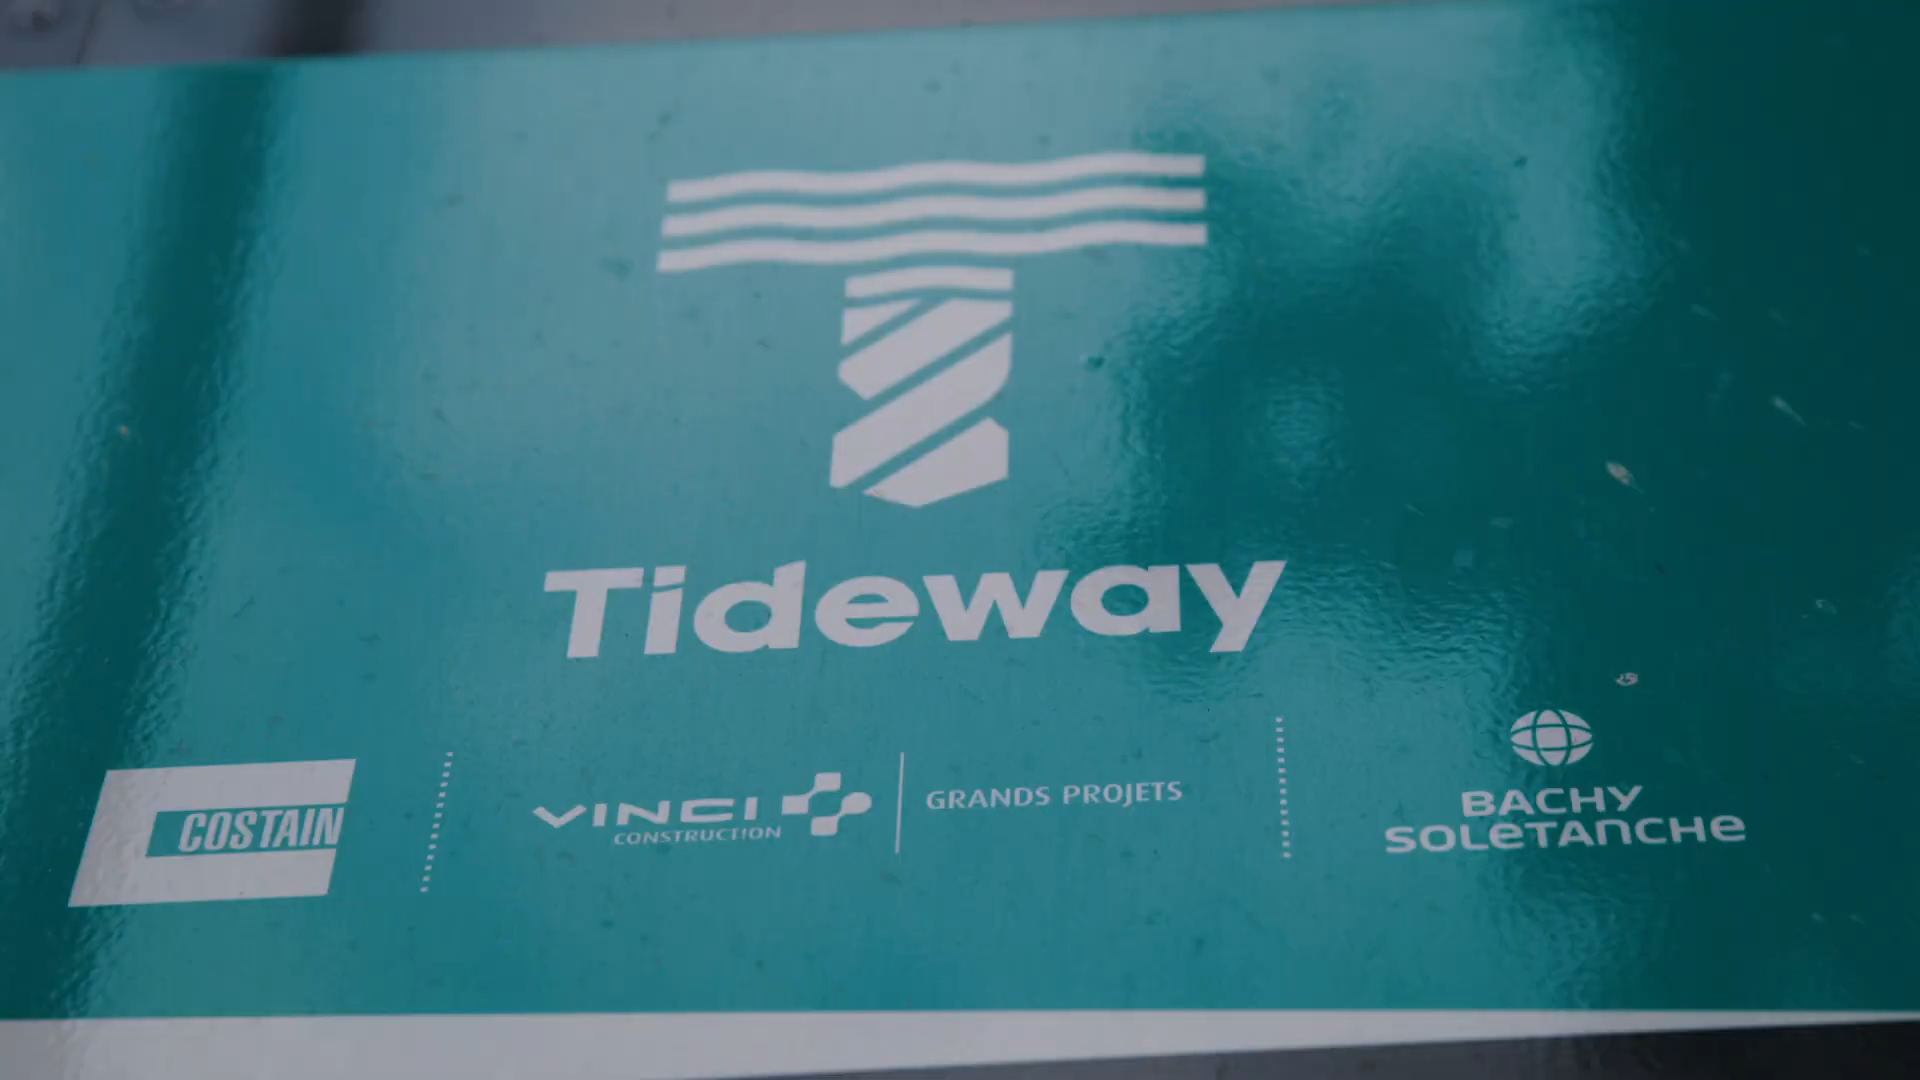 Tideway
COSTAIN
VINCI
CONSTRUCTION
GRANDS PROJETS
BACHY
SOLeTANCHe